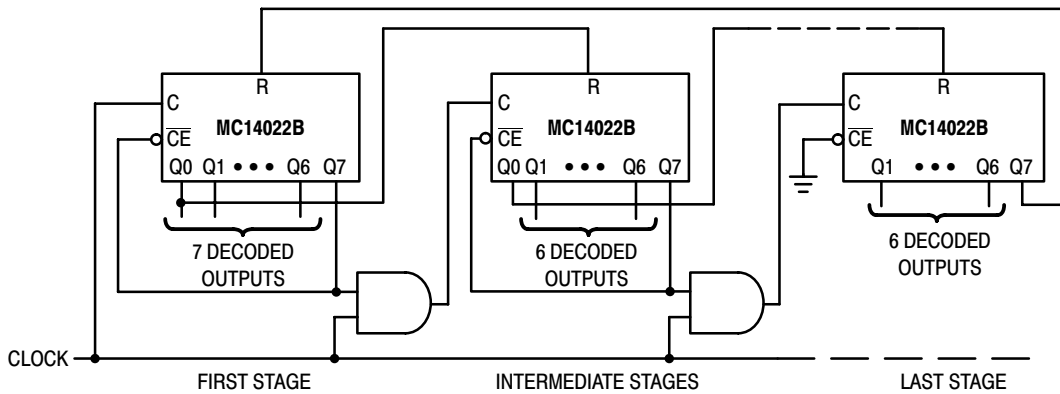 R
R
R
C
C
C
MC14022B
MC14022B
MC14022B
CE
CE
CE
Q0 Q1 ••• Q6 Q7
Q0 Q1 ••• Q6 Q7
Q1 ••• Q6 Q7
7 DECODED
OUTPUTS
6 DECODED
OUTPUTS
6 DECODED
OUTPUTS
CLOCK
FIRST STAGE
INTERMEDIATE STAGES
LAST STAGE